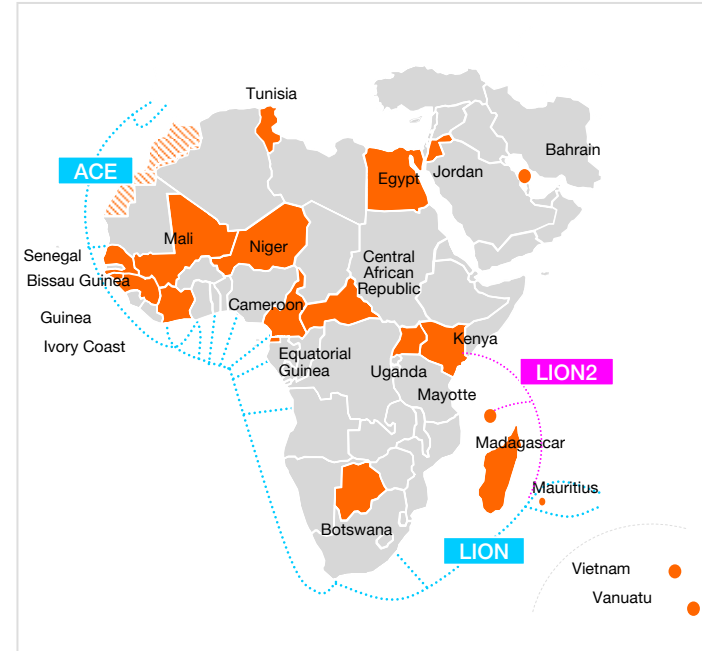 Tunisia
Bahrain
ACE
Jordan
Egypt
Mali
Niger
Senegal
Central
African
Republic
Bissau Guinea
Cameroon
Guinea
Kenya
Ivory Coast
Equatorial
Guinea
Uganda
LION2
Mayotte
Madagascar
Mauritius
Botswana
LION
Vietnam
Vanuatu